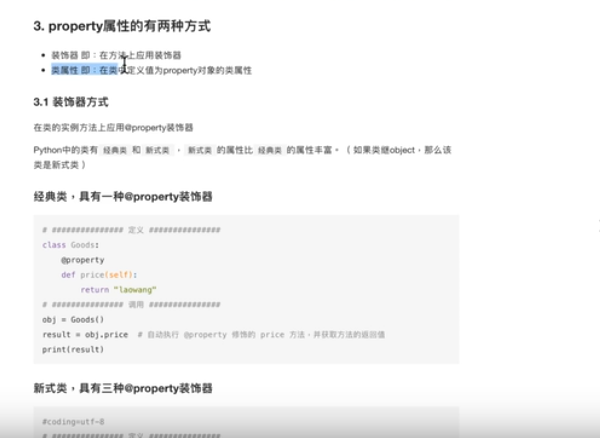 3. property属性的有两种方式
装饰器 即：在方法上应用装饰器
类属性 即：在类中定义值为property对象的类属性
3.1 装饰器方式
在类的实例方法上应用@property装饰器
Python中的类有 经典类 和 新式类 ， 新式类 的属性比 经典类 的属性丰富。（ 如果类继object，那么该
类是新式类 ）
经典类，具有一种@property装饰器
# ############### 定义 ###############
class Goods:
@property
def price(self):
return "laowang"
# ############### 调用 ###############
obj = Goods()
result = obj.price # 自动执行 @property 修饰的 price 方法，并获取方法的返回值
print(result)
新式类，具有三种@property装饰器
#coding=utf-8
# ############### 定义 ###############